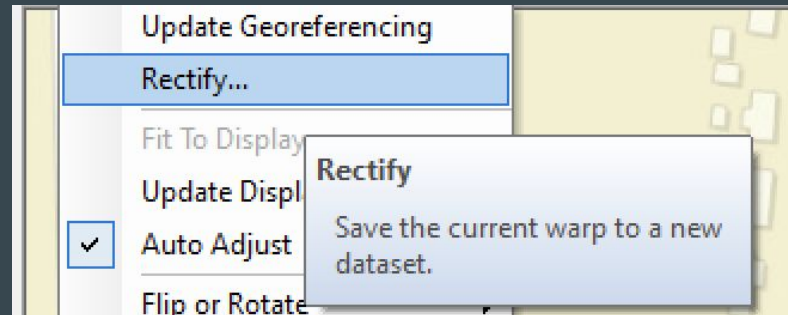 Update Georeferencing
Rectify...
Fit To Display
Update Displ
Auto Adjust
Flip or Rotate
Rectify
Save the current warp to a new
dataset.